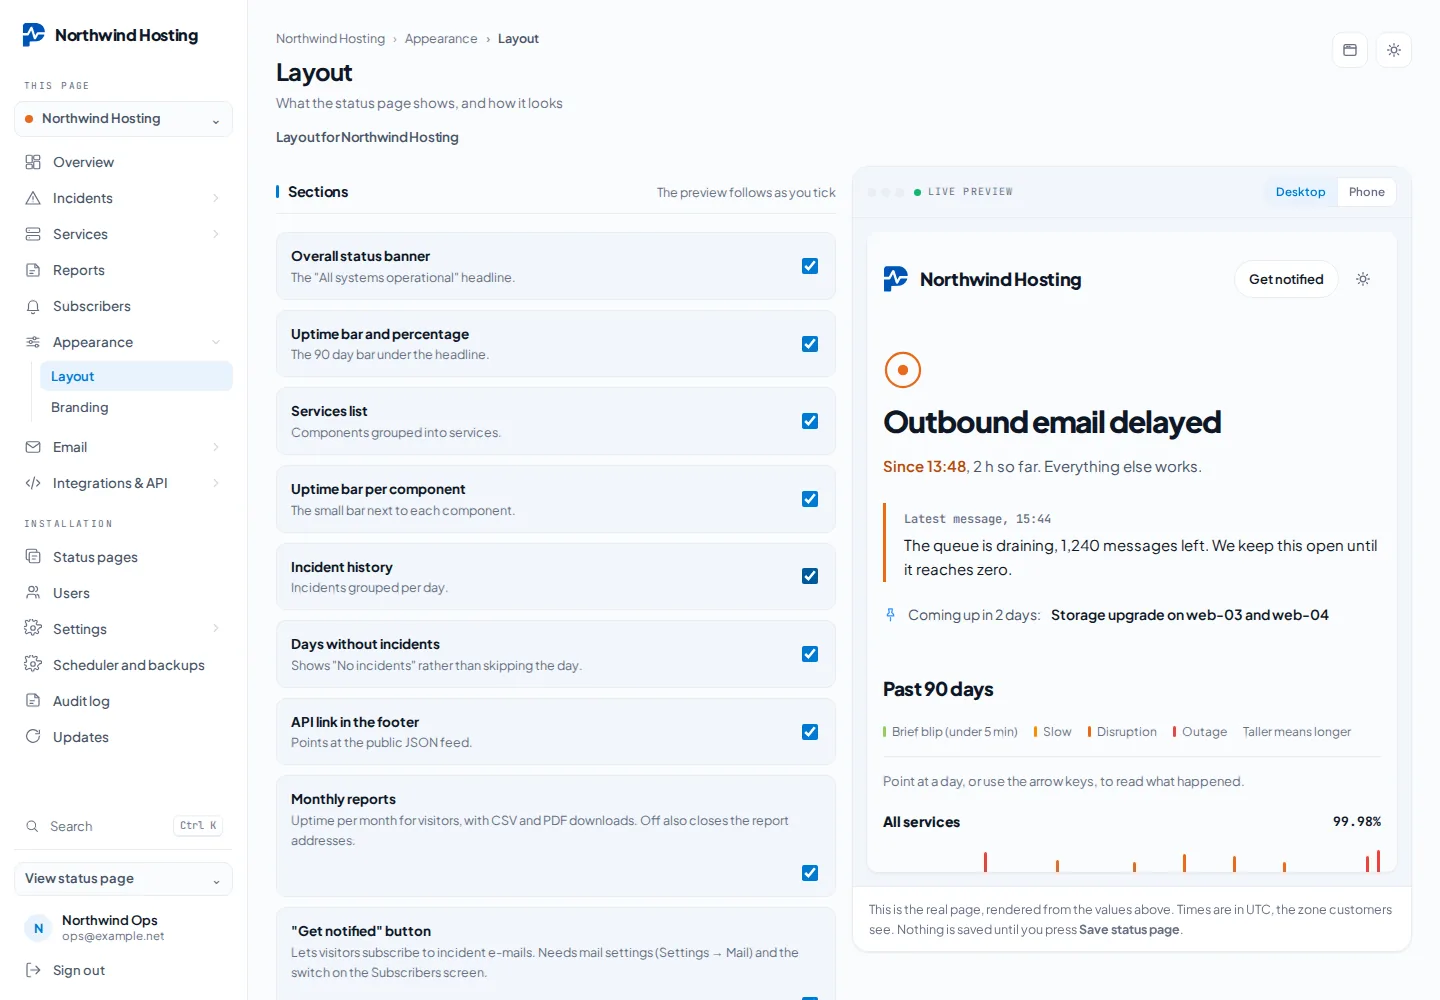 Northwind Hosting
THIS PAGE
Northwind Hosting
Overview
Incidents
Services
Reports
Subscribers
Appearance
Layout
Branding
Email
Integrations & API
INSTALLATION
Status pages
Users
Settings
Scheduler and backups
Audit log
Updates
Search
Ctrl K
View status page
N
Northwind Ops
ops@example.net
Sign out
Northwind Hosting › Appearance › Layout
Layout
What the status page shows, and how it looks
Layout for Northwind Hosting
Sections
The preview follows as you tick
Overall status banner
The "All systems operational" headline.
Uptime bar and percentage
The 90 day bar under the headline.
Services list
Components grouped into services.
Uptime bar per component
The small bar next to each component.
Incident history
Incidents grouped per day.
Days without incidents
Shows "No incidents" rather than skipping the day.
API link in the footer
Points at the public JSON feed.
Monthly reports
Uptime per month for visitors, with CSV and PDF downloads. Off also closes the report
addresses.
"Get notified" button
Lets visitors subscribe to incident e-mails. Needs mail settings (Settings → Mail) and the
switch on the Subscribers screen.
LIVE PREVIEW
Desktop
Phone
Northwind Hosting
Get notified
Outbound email delayed
Since 13:48, 2 h so far. Everything else works.
Latest message, 15:44
The queue is draining, 1,240 messages left. We keep this open until
it reaches zero.
Coming up in 2 days: Storage upgrade on web-03 and web-04
Past 90 days
Brief blip (under 5 min)
Slow
Disruption
Outage
Taller means longer
Point at a day, or use the arrow keys, to read what happened.
All services
99.98%
This is the real page, rendered from the values above. Times are in UTC, the zone customers
see. Nothing is saved until you press Save status page.